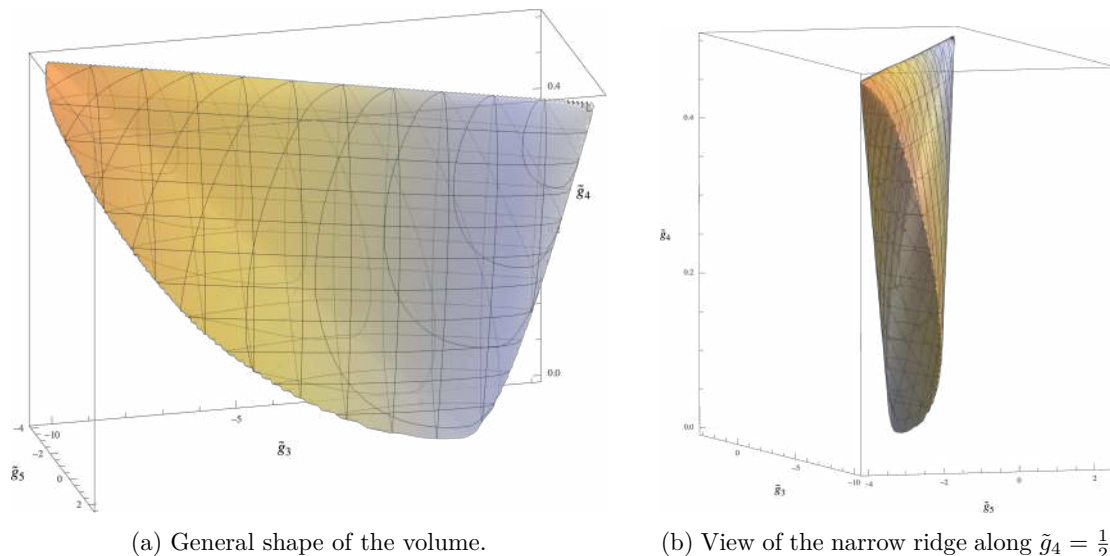 0.4
g̃₄
0.0
−4
−10
−5
−2
g̃₃
g̃₅
0
2
0.4
g̃₄
0.2
0.0
0
−5
−10
−4
−2
0
2
g̃₃
g̃₅
(a) General shape of the volume.
(b) View of the narrow ridge along g̃₄ = 1/2